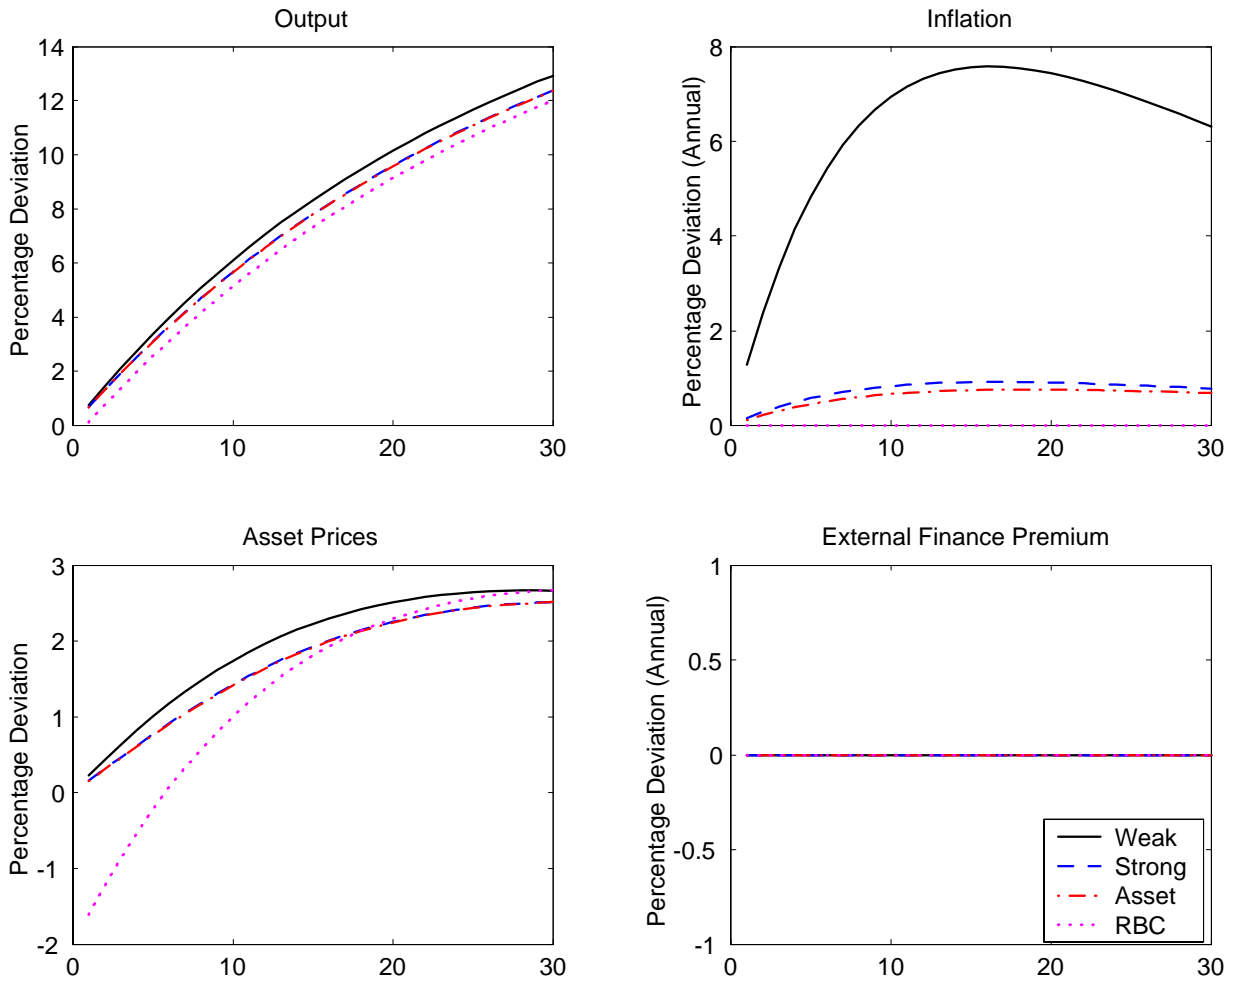 Output
Percentage Deviation
14
12
10
8
6
4
2
0
0 10 20 30
Inflation
Percentage Deviation (Annual)
8
6
4
2
0
0 10 20 30
Asset Prices
Percentage Deviation
3
2
1
0
-1
-2
0 10 20 30
External Finance Premium
Percentage Deviation (Annual)
1
0.5
0
-0.5
-1
0 10 20 30
Weak
Strong
Asset
RBC